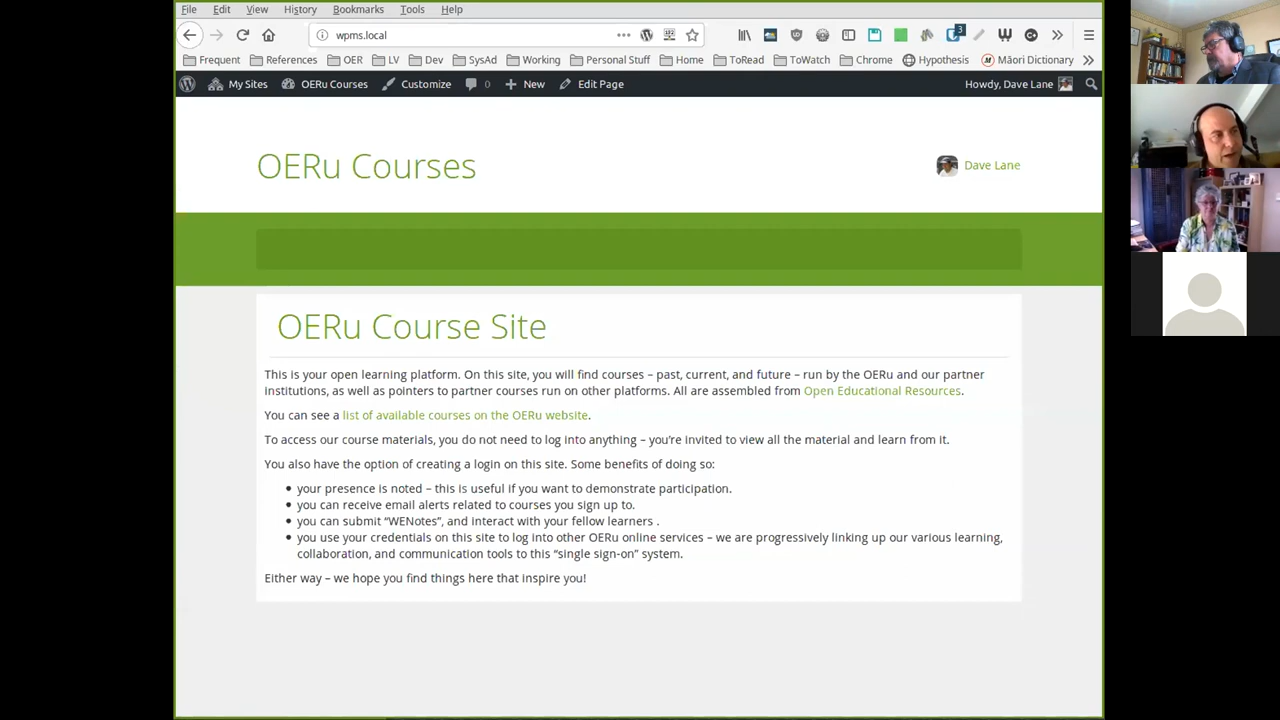 File Edit View History Bookmarks Tools Help
wpms.local
3
Frequent References OER LV Dev SysAd Working Personal Stuff Home ToRead ToWatch Chrome Hypothesis Māori Dictionary
My Sites OERu Courses Customize 0 New Edit Page Howdy, Dave Lane
OERu Courses
Dave Lane
OERu Course Site
This is your open learning platform. On this site, you will find courses – past, current, and future – run by the OERu and our partner
institutions, as well as pointers to partner courses run on other platforms. All are assembled from Open Educational Resources.
You can see a list of available courses on the OERu website.
To access our course materials, you do not need to log into anything – you're invited to view all the material and learn from it.
You also have the option of creating a login on this site. Some benefits of doing so:
your presence is noted – this is useful if you want to demonstrate participation.
you can receive email alerts related to courses you sign up to.
you can submit “WENotes”, and interact with your fellow learners .
you use your credentials on this site to log into other OERu online services – we are progressively linking up our various learning,
collaboration, and communication tools to this “single sign-on” system.
Either way – we hope you find things here that inspire you!